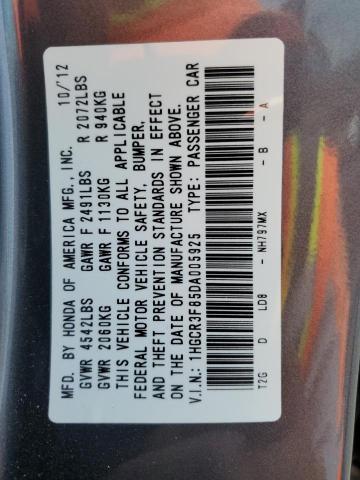 MFD. BY HONDA OF AMERICA MFG., INC. 10/'12
GVWR 4542LBS GAWR F 2491LBS R 2072LBS
GVWR 2060KG GAWR F 1130KG R 940KG
THIS VEHICLE CONFORMS TO ALL APPLICABLE
FEDERAL MOTOR VEHICLE SAFETY, BUMPER,
AND THEFT PREVENTION STANDARDS IN EFFECT
ON THE DATE OF MANUFACTURE SHOWN ABOVE.
V.I.N.: 1HGCR3F85DA005925 TYPE: PASSENGER CAR
T2G D LD8 - NH797MX - B - A